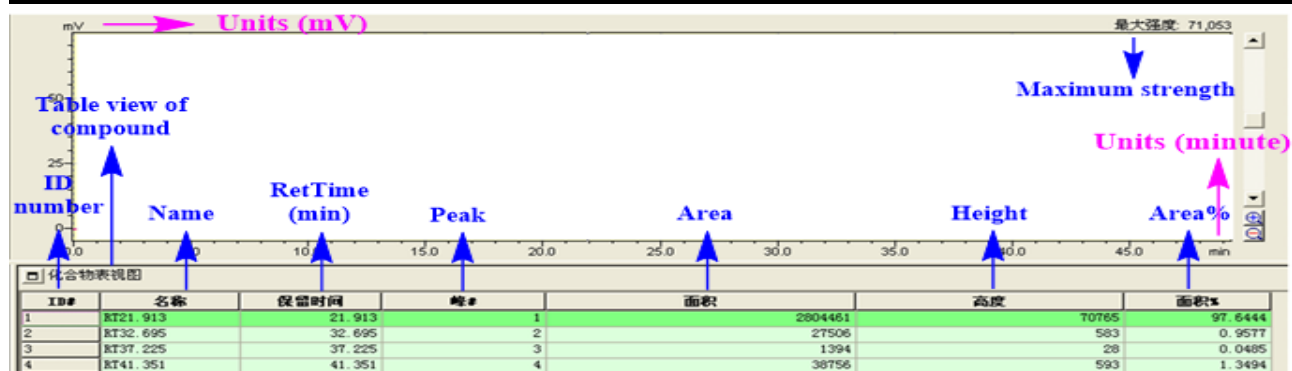 mV Units (mV) 最大强度: 71,053
Maximum strength
Table view of
compound
Units (minute)
25
ID
number
Name
RetTime
(min)
Peak
Area
Height
Area%
0
15.0 20.0 25.0 30.0 35.0 45.0 min
化合物表视图
ID# 名称 保留时间 峰# 面积 高度 面积%
1 RT21.913 21.913 1 2804461 70765 97.6444
2 RT32.695 32.695 2 27506 583 0.9577
3 RT37.225 37.225 3 1394 28 0.0485
4 RT41.351 41.351 4 38756 593 1.3494